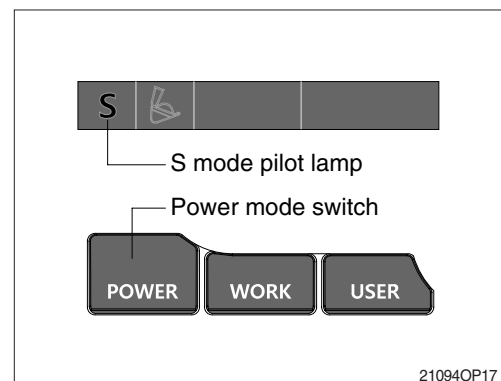 S
S mode pilot lamp
Power mode switch
POWER WORK USER
21094OP17